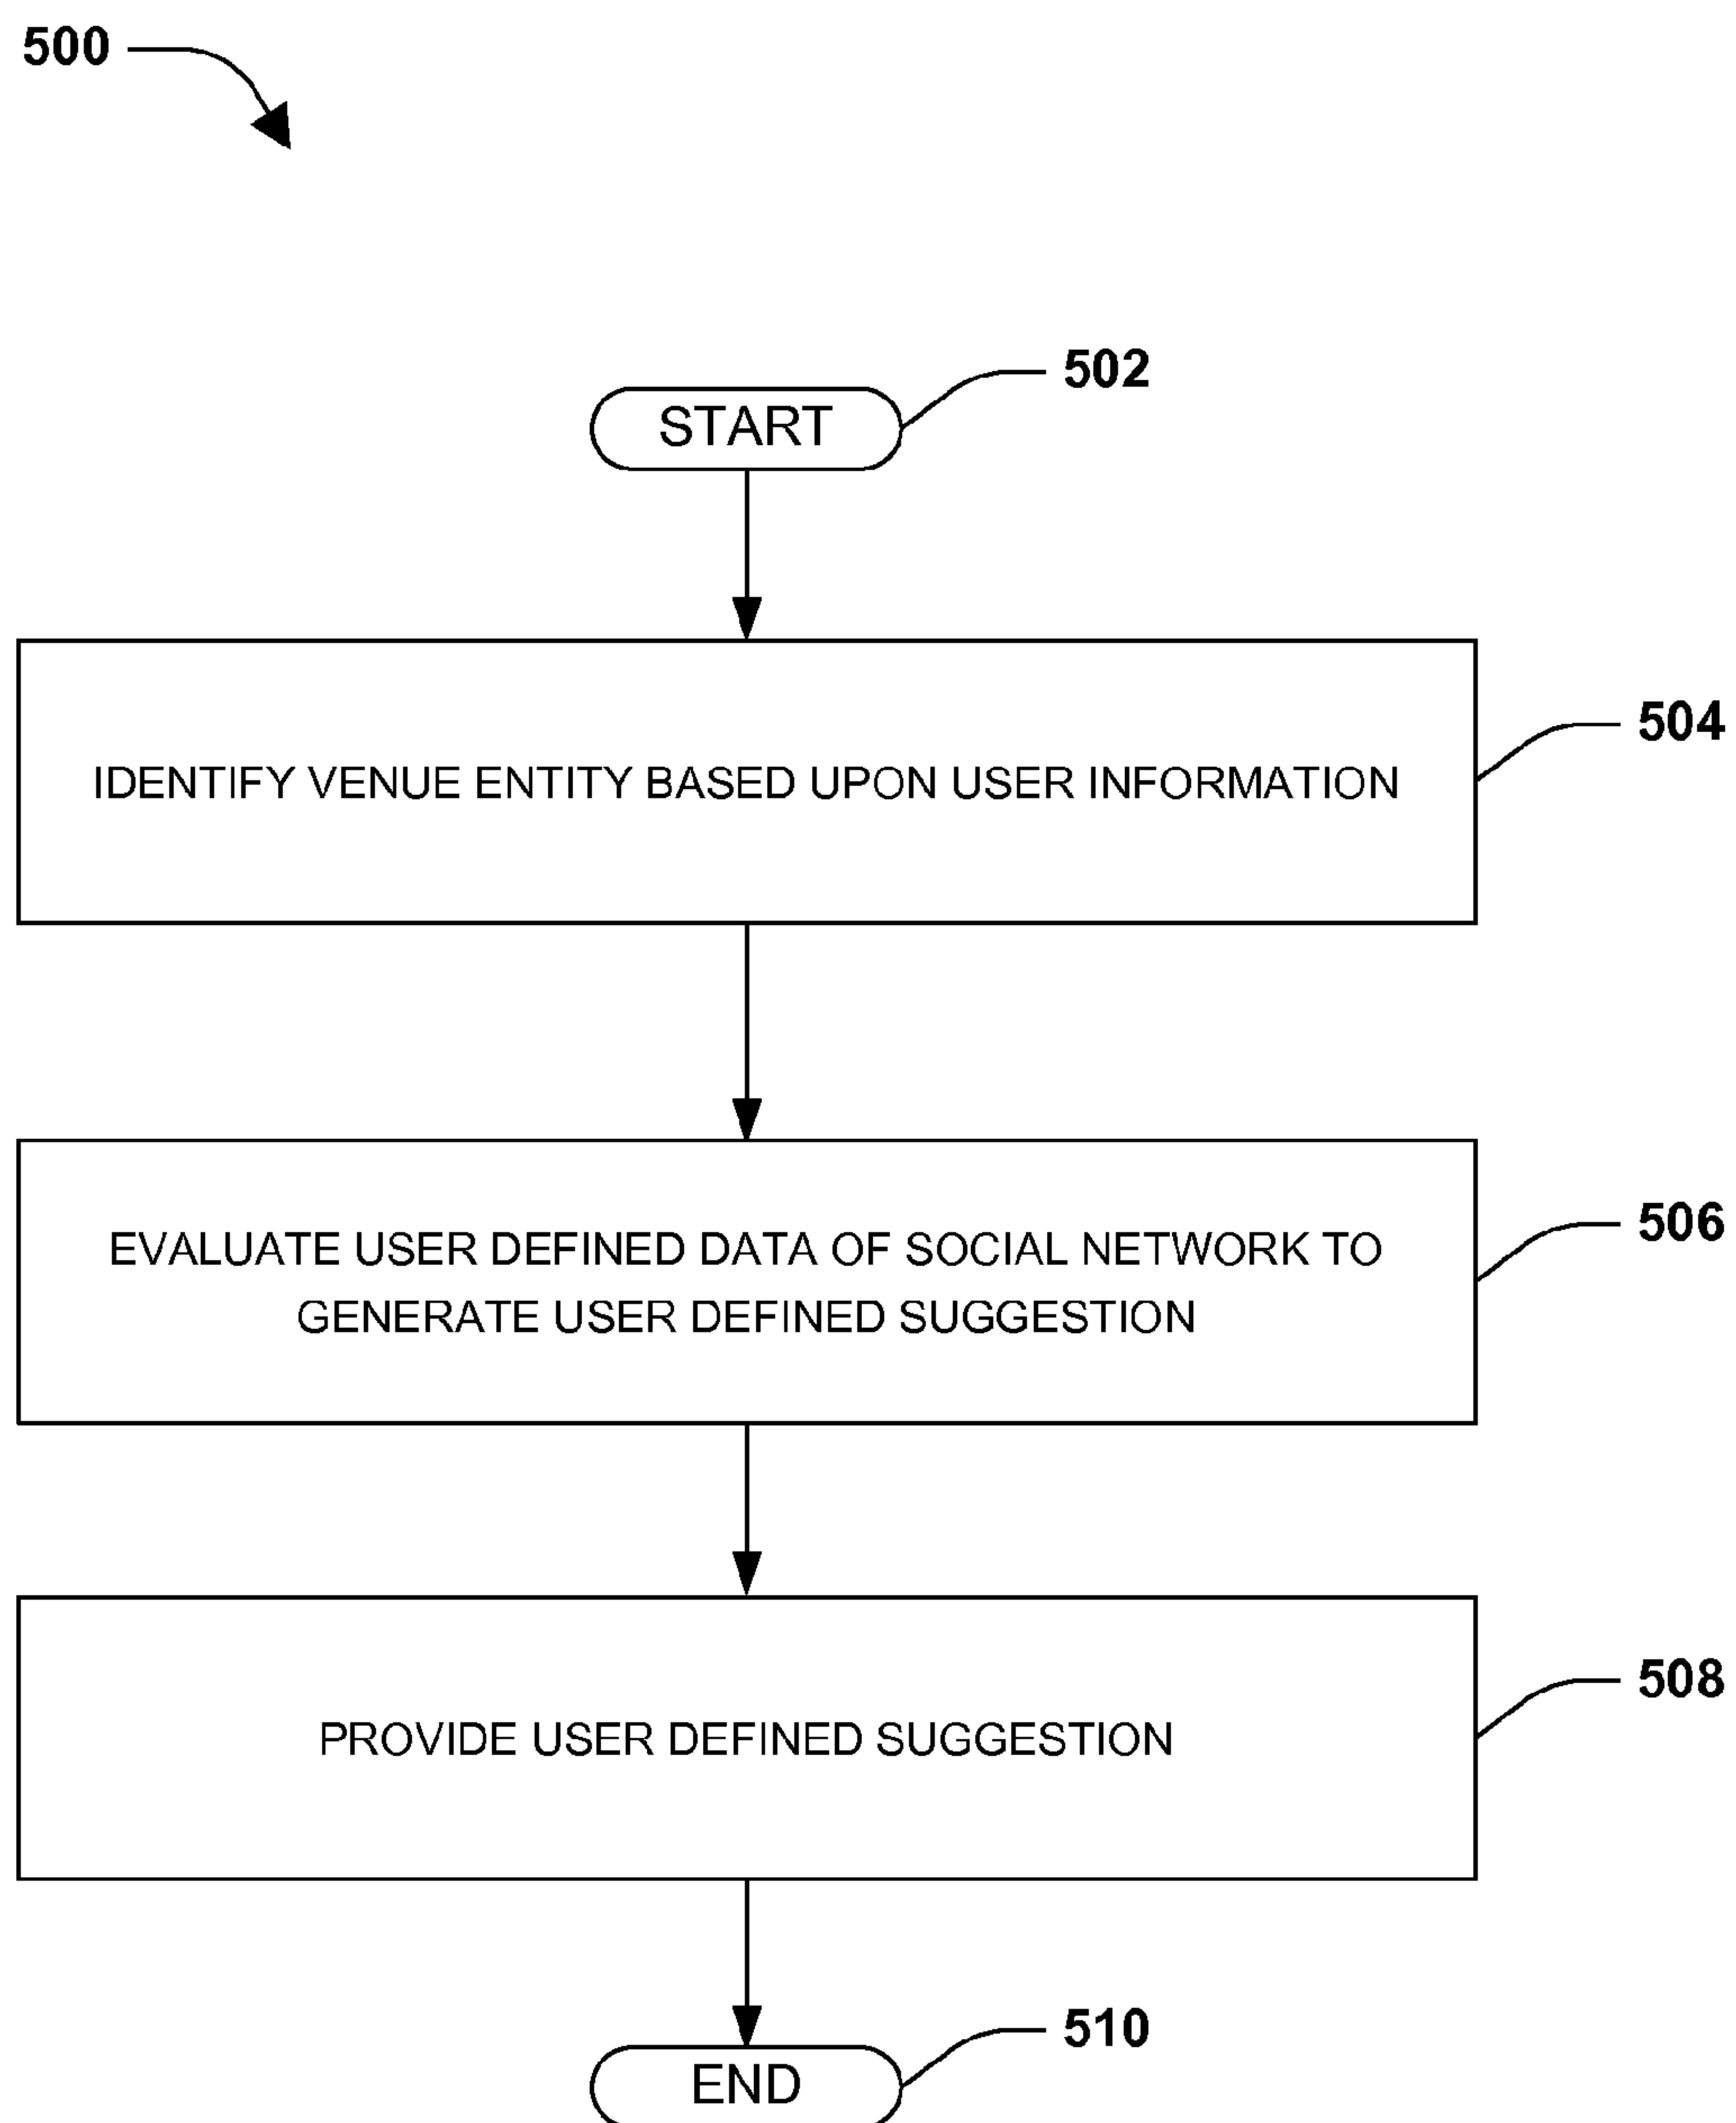 500
502
START
504
IDENTIFY VENUE ENTITY BASED UPON USER INFORMATION
506
EVALUATE USER DEFINED DATA OF SOCIAL NETWORK TO
GENERATE USER DEFINED SUGGESTION
508
PROVIDE USER DEFINED SUGGESTION
510
END